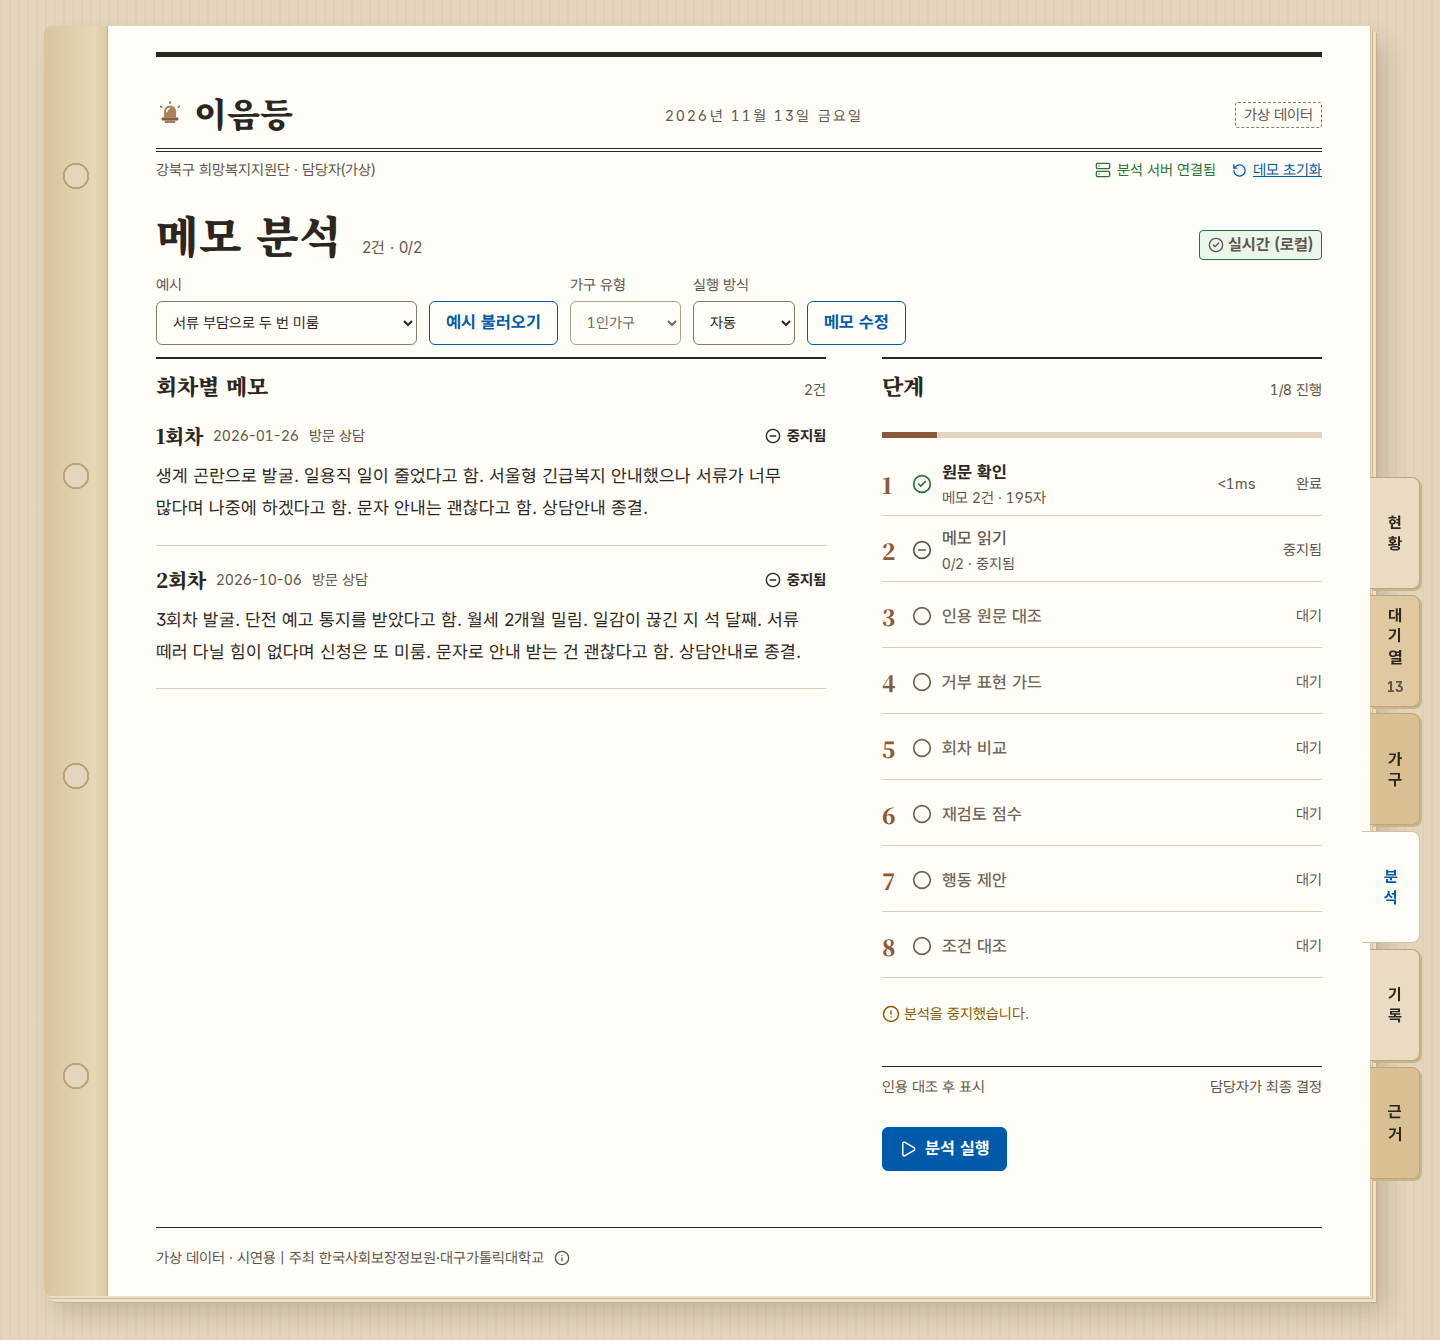 이음등
2026년 11월 13일 금요일
가상 데이터
강북구 희망복지지원단 · 담당자(가상)
분석 서버 연결됨
데모 초기화
메모 분석
2건 · 0/2
실시간 (로컬)
예시
가구 유형
실행 방식
서류 부담으로 두 번 미룸
예시 불러오기
1인가구
자동
메모 수정
회차별 메모
2건
1회차 2026-01-26 방문 상담
중지됨
생계 곤란으로 발굴. 일용직 일이 줄었다고 함. 서울형 긴급복지 안내했으나 서류가 너무
많다며 나중에 하겠다고 함. 문자 안내는 괜찮다고 함. 상담안내 종결.
2회차 2026-10-06 방문 상담
중지됨
3회차 발굴. 단전 예고 통지를 받았다고 함. 월세 2개월 밀림. 일감이 끊긴 지 석 달째. 서류
떼러 다닐 힘이 없다며 신청은 또 미룸. 문자로 안내 받는 건 괜찮다고 함. 상담안내로 종결.
단계
1/8 진행
1 원문 확인
메모 2건 · 195자
<1ms
완료
2 메모 읽기
0/2 · 중지됨
중지됨
3 인용 원문 대조
대기
4 거부 표현 가드
대기
5 회차 비교
대기
6 재검토 점수
대기
7 행동 제안
대기
8 조건 대조
대기
분석을 중지했습니다.
인용 대조 후 표시
담당자가 최종 결정
분석 실행
현황
대기열
13
가구
분석
기록
근거
가상 데이터 · 시연용 | 주최 한국사회보장정보원·대구가톨릭대학교